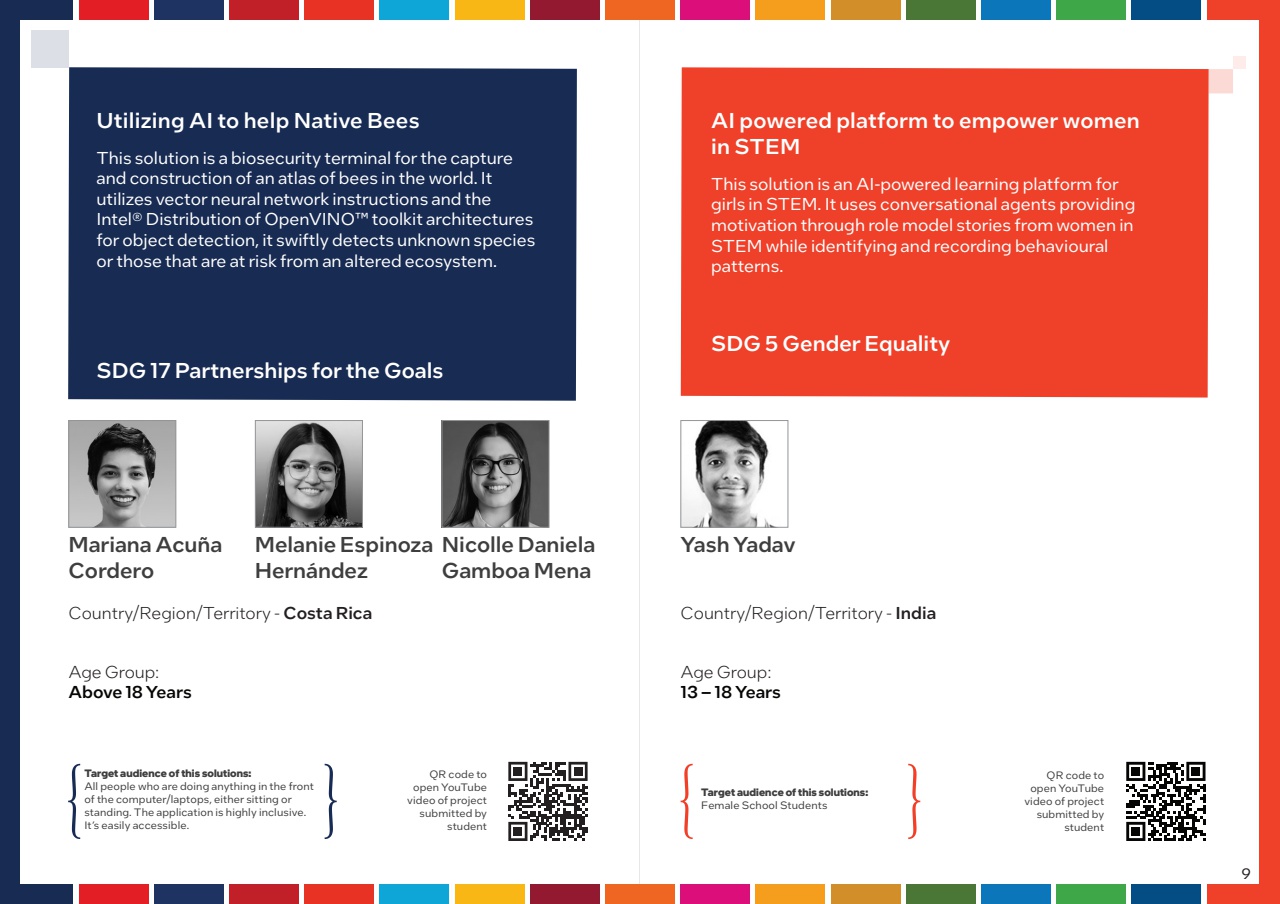 Utilizing AI to help Native Bees
This solution is a biosecurity terminal for the capture
and construction of an atlas of bees in the world. It
utilizes vector neural network instructions and the
Intel® Distribution of OpenVINO™ toolkit architectures
for object detection, it swiftly detects unknown species
or those that are at risk from an altered ecosystem.
SDG 17 Partnerships for the Goals
Mariana Acuña
Cordero
Melanie Espinoza
Hernández
Nicolle Daniela
Gamboa Mena
Country/Region/Territory - Costa Rica
Age Group:
Above 18 Years
Target audience of this solutions:
All people who are doing anything in the front
of the computer/laptops, either sitting or
standing. The application is highly inclusive.
It's easily accessible.
QR code to
open YouTube
video of project
submitted by
student
AI powered platform to empower women
in STEM
This solution is an AI-powered learning platform for
girls in STEM. It uses conversational agents providing
motivation through role model stories from women in
STEM while identifying and recording behavioural
patterns.
SDG 5 Gender Equality
Yash Yadav
Country/Region/Territory - India
Age Group:
13 – 18 Years
Target audience of this solutions:
Female School Students
QR code to
open YouTube
video of project
submitted by
student
9